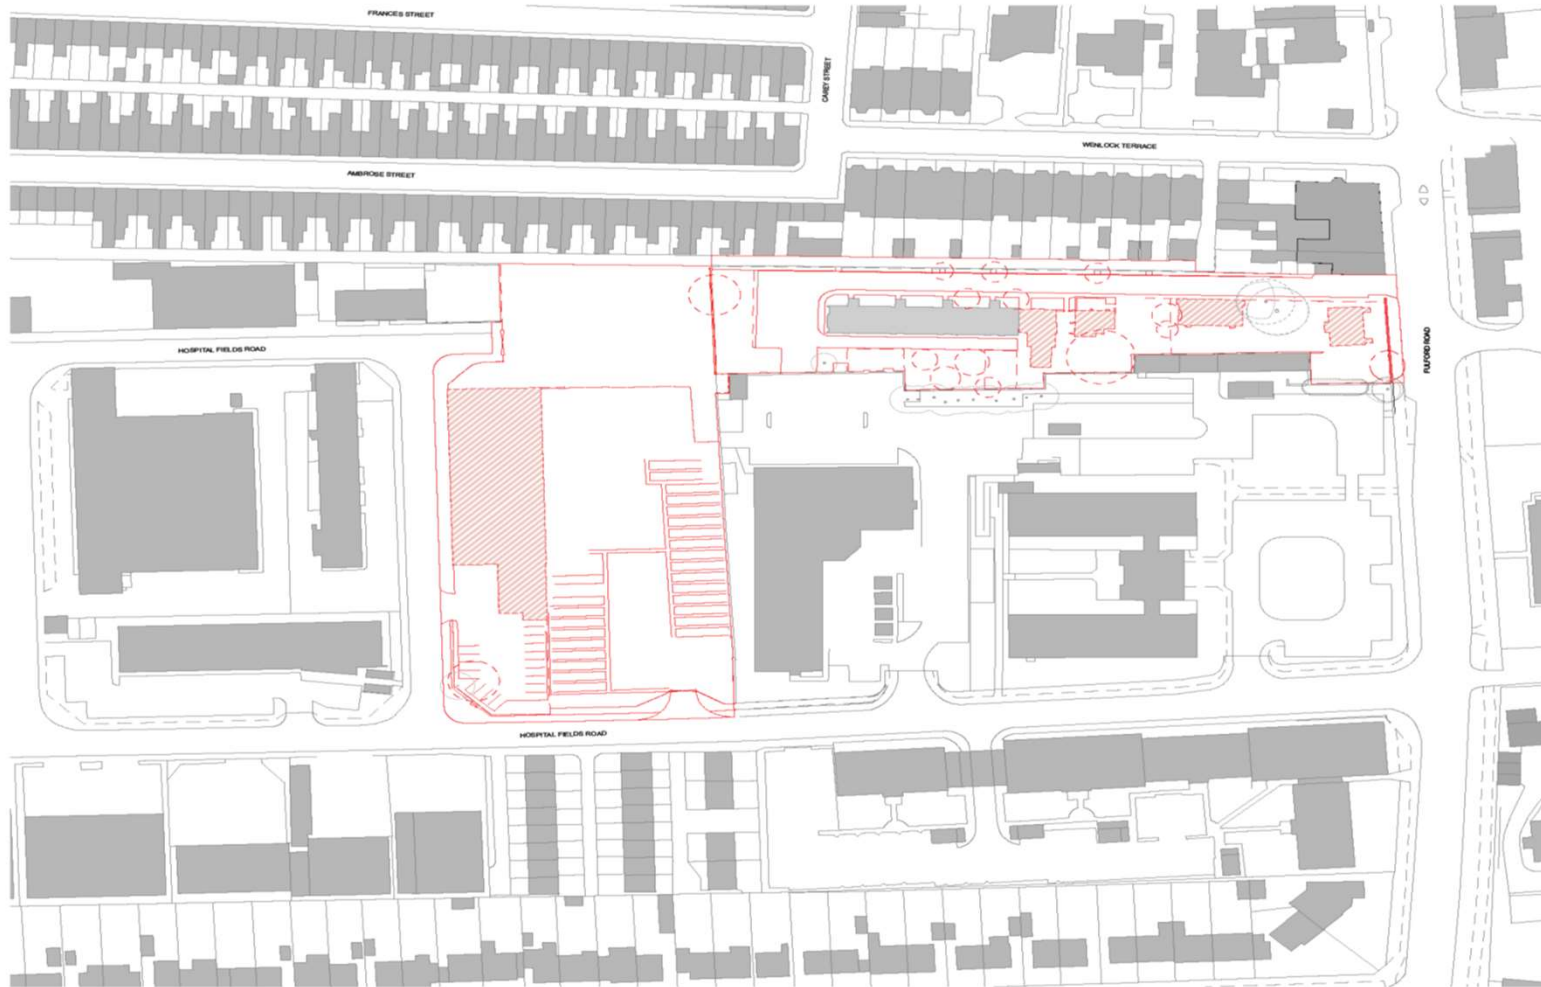 FRANCES STREET
CAREY STREET
WENLOCK TERRACE
AMBROSE STREET
HOSPITAL FIELDS ROAD
FULFORD ROAD
HOSPITAL FIELDS ROAD